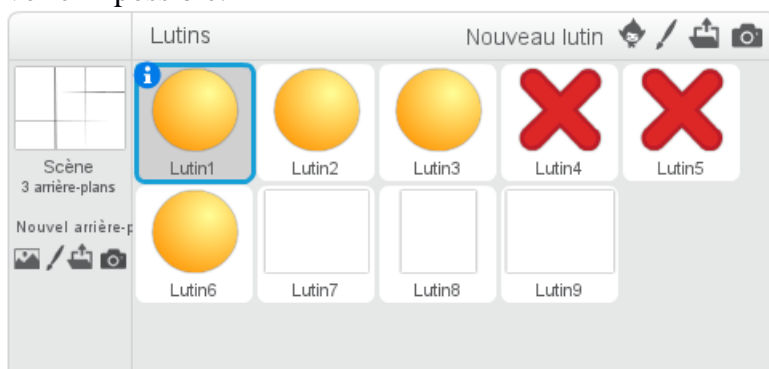 Lutins Nouveau lutin
Lutin1 Lutin2 Lutin3 Lutin4 Lutin5
Scène
3 arrière-plans
Nouvel arrière-p
Lutin6 Lutin7 Lutin8 Lutin9